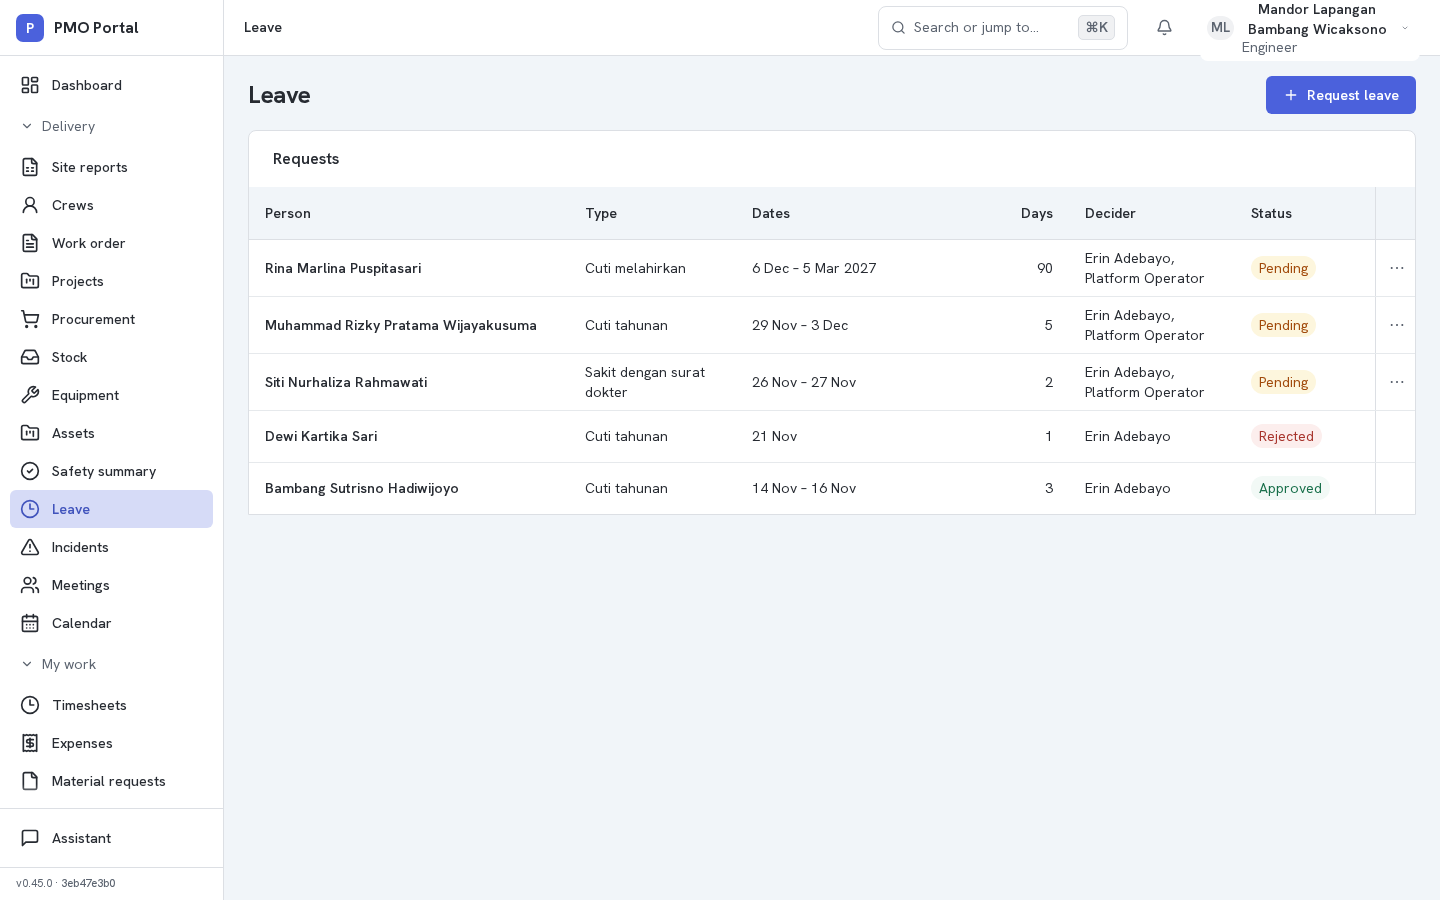 P PMO Portal
Leave
Search or jump to...
⌘K
ML
Mandor Lapangan
Bambang Wicaksono
Engineer
Dashboard
Delivery
Site reports
Crews
Work order
Projects
Procurement
Stock
Equipment
Assets
Safety summary
Leave
Incidents
Meetings
Calendar
My work
Timesheets
Expenses
Material requests
Assistant
v0.45.0 · 3eb47e3b0
Leave
Request leave
Requests
Person Type Dates Days Decider Status
Rina Marlina Puspitasari Cuti melahirkan 6 Dec – 5 Mar 2027 90 Erin Adebayo, Pending
Platform Operator
Muhammad Rizky Pratama Wijayakusuma Cuti tahunan 29 Nov – 3 Dec 5 Erin Adebayo, Pending
Platform Operator
Siti Nurhaliza Rahmawati Sakit dengan surat 26 Nov – 27 Nov 2 Erin Adebayo, Pending
dokter Platform Operator
Dewi Kartika Sari Cuti tahunan 21 Nov 1 Erin Adebayo Rejected
Bambang Sutrisno Hadiwijoyo Cuti tahunan 14 Nov – 16 Nov 3 Erin Adebayo Approved